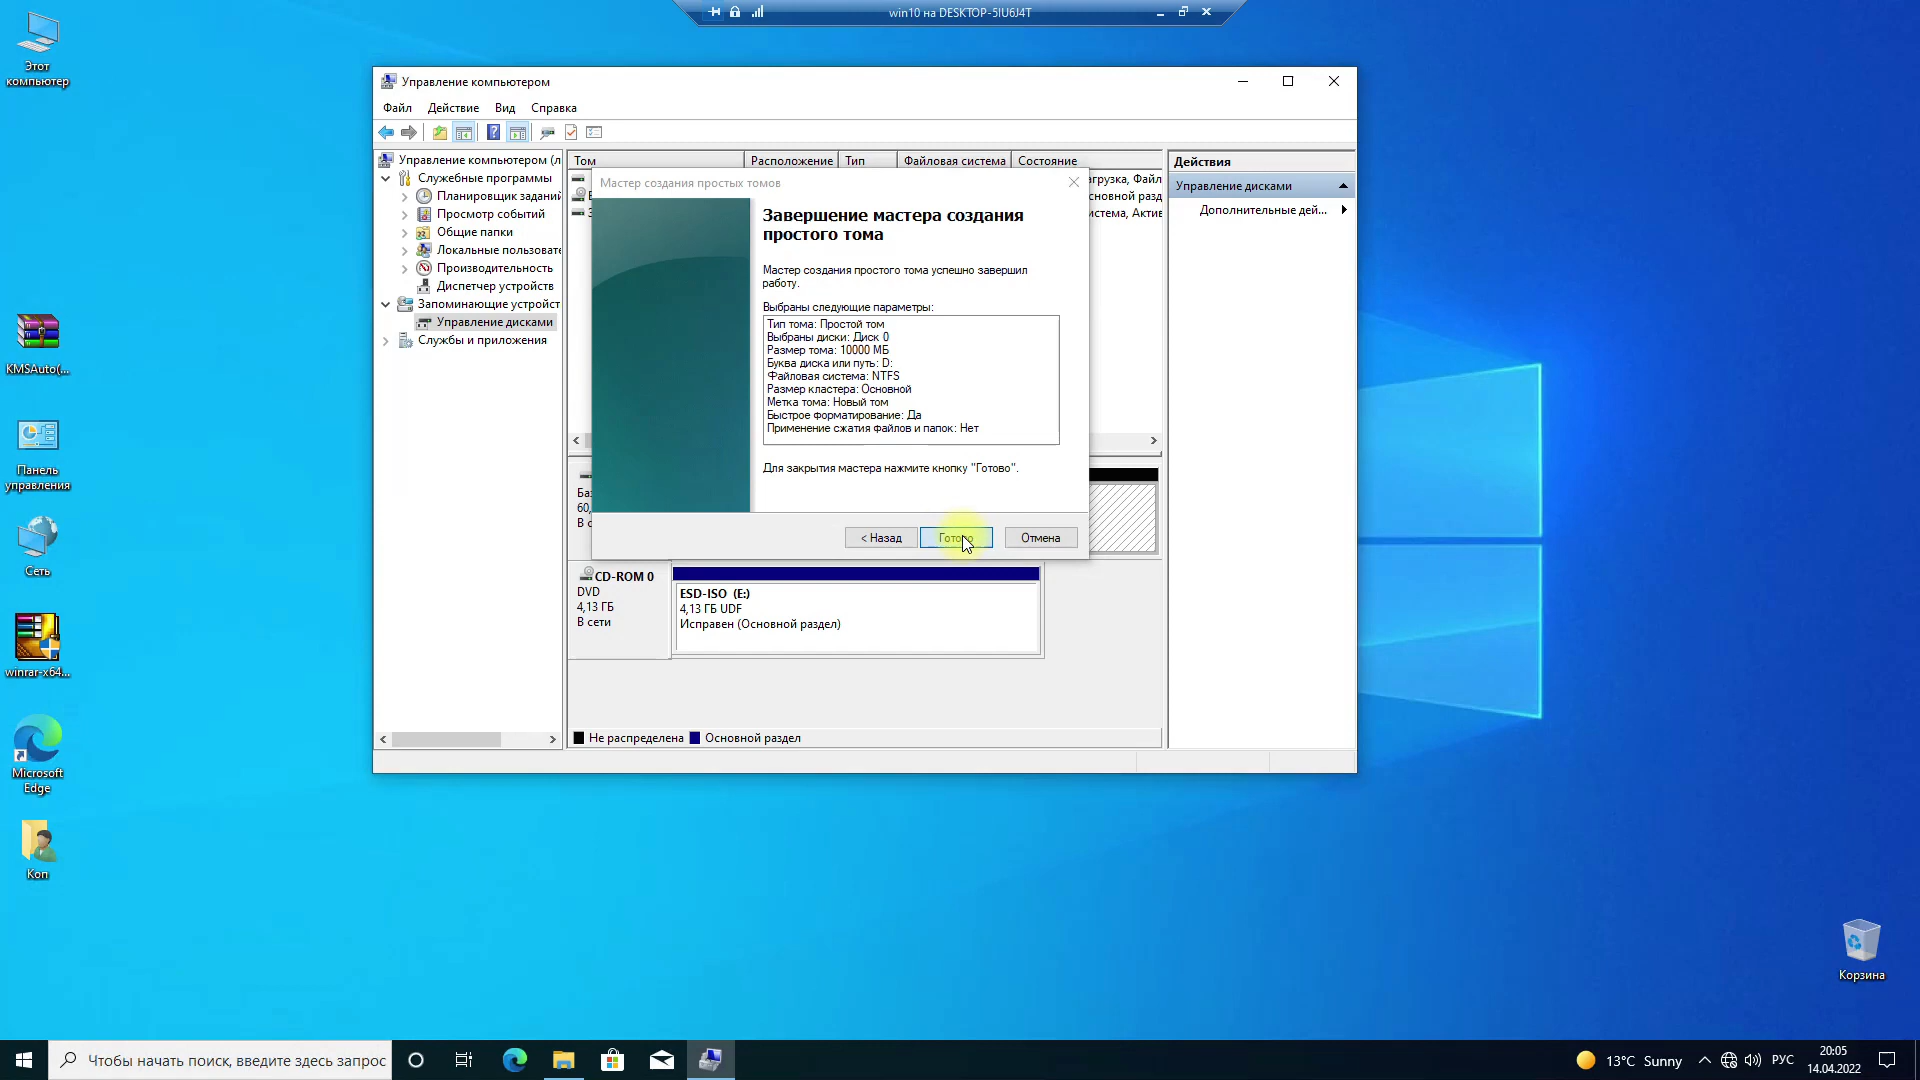 win10 на DESKTOP-5IU6J4T
Этот
компьютер
KMSAuto(...
Панель
управления
Сеть
winrar-x64...
Microsoft
Edge
Коп
Корзина
Управление компьютером
Файл Действие Вид Справка
Управление компьютером (л
Служебные программы
Планировщик заданий
Просмотр событий
Общие папки
Локальные пользовате
Производительность
Диспетчер устройств
Запоминающие устройст
Управление дисками
Службы и приложения
Том Расположение Тип Файловая система Состояние
агрузка, Файл
сновной разд
истема, Актив
Мастер создания простых томов
Завершение мастера создания
простого тома
Мастер создания простого тома успешно завершил
работу.
Выбраны следующие параметры:
Тип тома: Простой том
Выбраны диски: Диск 0
Размер тома: 10000 МБ
Буква диска или путь: D:
Файловая система: NTFS
Размер кластера: Основной
Метка тома: Новый том
Быстрое форматирование: Да
Применение сжатия файлов и папок: Нет
Для закрытия мастера нажмите кнопку "Готово".
< Назад Готово Отмена
Баз
60,
В с
CD-ROM 0
DVD
4,13 ГБ
В сети
ESD-ISO (E:)
4,13 ГБ UDF
Исправен (Основной раздел)
Не распределена Основной раздел
Действия
Управление дисками
Дополнительные дей...
Чтобы начать поиск, введите здесь запрос
13°C Sunny
РУС
20:05
14.04.2022